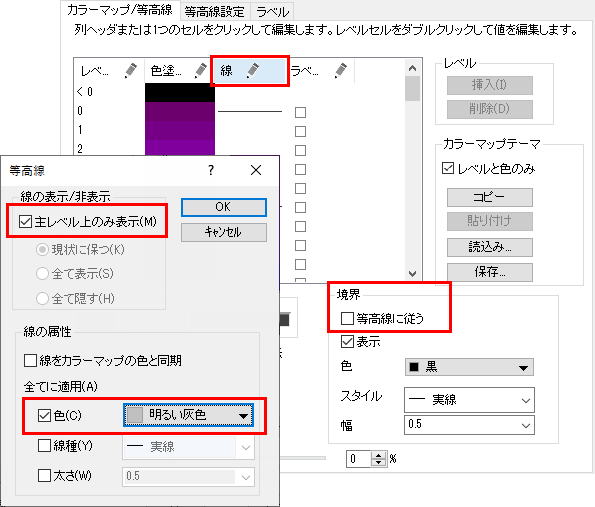 カラーマップ/等高線 等高線設定 ラベル
列ヘッダまたは1つのセルをクリックして編集します。レベルセルをダブルクリックして値を編集します。
レベ... 色塗... 線 ラベ...
< 0
0
1
2
レベル
挿入(I)
削除(D)
カラーマップテーマ
レベルと色のみ
コピー
貼り付け
読込み...
保存...
境界
等高線に従う
表示
色 黒
スタイル 実線
幅 0.5
0 %
等高線 ? ×
線の表示/非表示
主レベル上のみ表示(M)
現状に保つ(K)
全て表示(S)
全て隠す(H)
OK
キャンセル
線の属性
線をカラーマップの色と同期
全てに適用(A)
色(C) 明るい灰色
線種(Y) 実線
太さ(W) 0.5